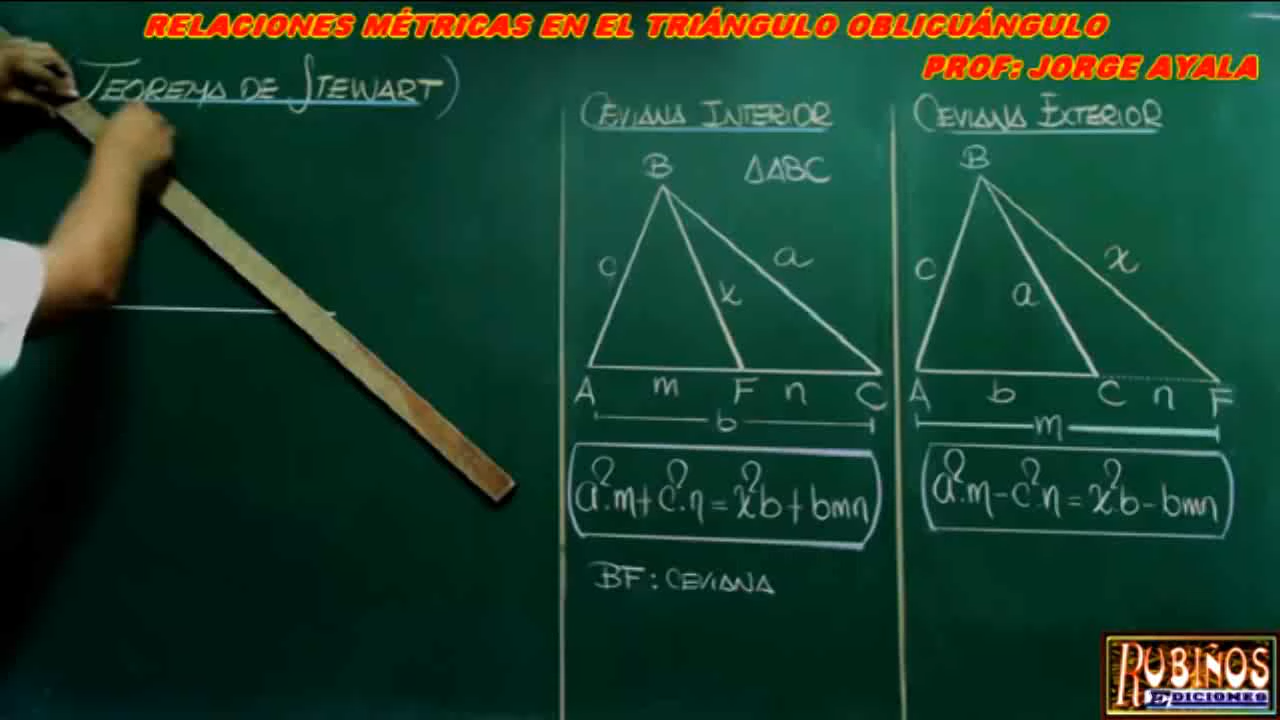 RELACIONES MÉTRICAS EN EL TRIÁNGULO OBLICUÁNGULO
PROF: JORGE AYALA
TEOREMA DE STEWART)
CEVIANA INTERIOR
B ΔABC
c x a
A m F n C
b
a².m + c².n = x²b + bmn
BF: CEVIANA
CEVIANA EXTERIOR
B
c a x
A b C n F
m
a².m - c².n = x².b - bmn
RUBIÑOS
EDICIONES